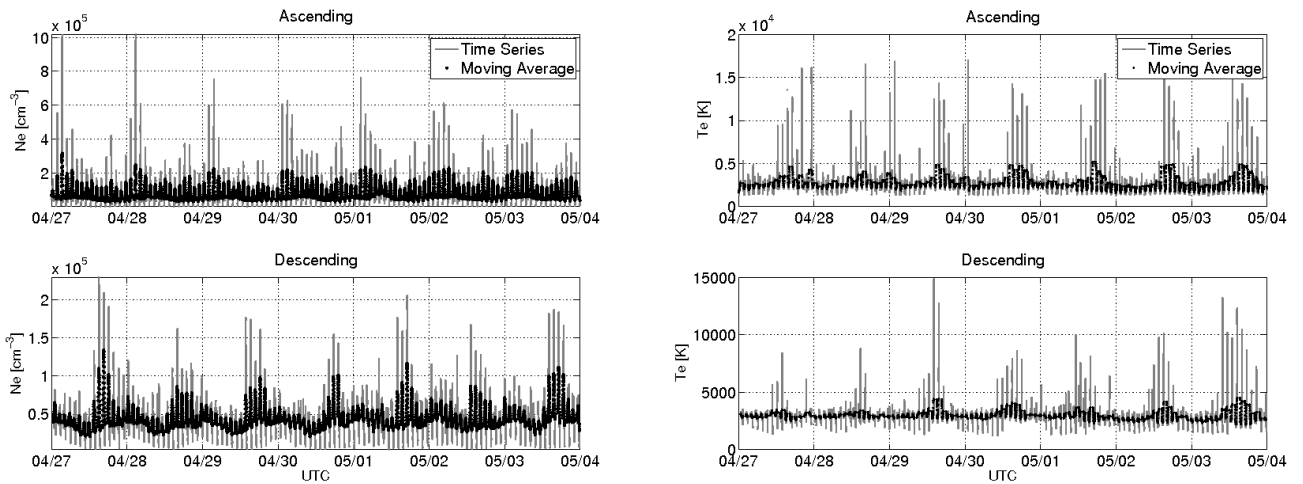 Ascending
x 10^5
Ne [cm^-3]
10
8
6
4
2
Time Series
Moving Average
04/27 04/28 04/29 04/30 05/01 05/02 05/03 05/04
Descending
x 10^5
Ne [cm^-3]
2
1.5
1
0.5
04/27 04/28 04/29 04/30 05/01 05/02 05/03 05/04
UTC
Ascending
x 10^4
Te [K]
2
1.5
1
0.5
0
Time Series
Moving Average
04/27 04/28 04/29 04/30 05/01 05/02 05/03 05/04
Descending
Te [K]
15000
10000
5000
0
04/27 04/28 04/29 04/30 05/01 05/02 05/03 05/04
UTC